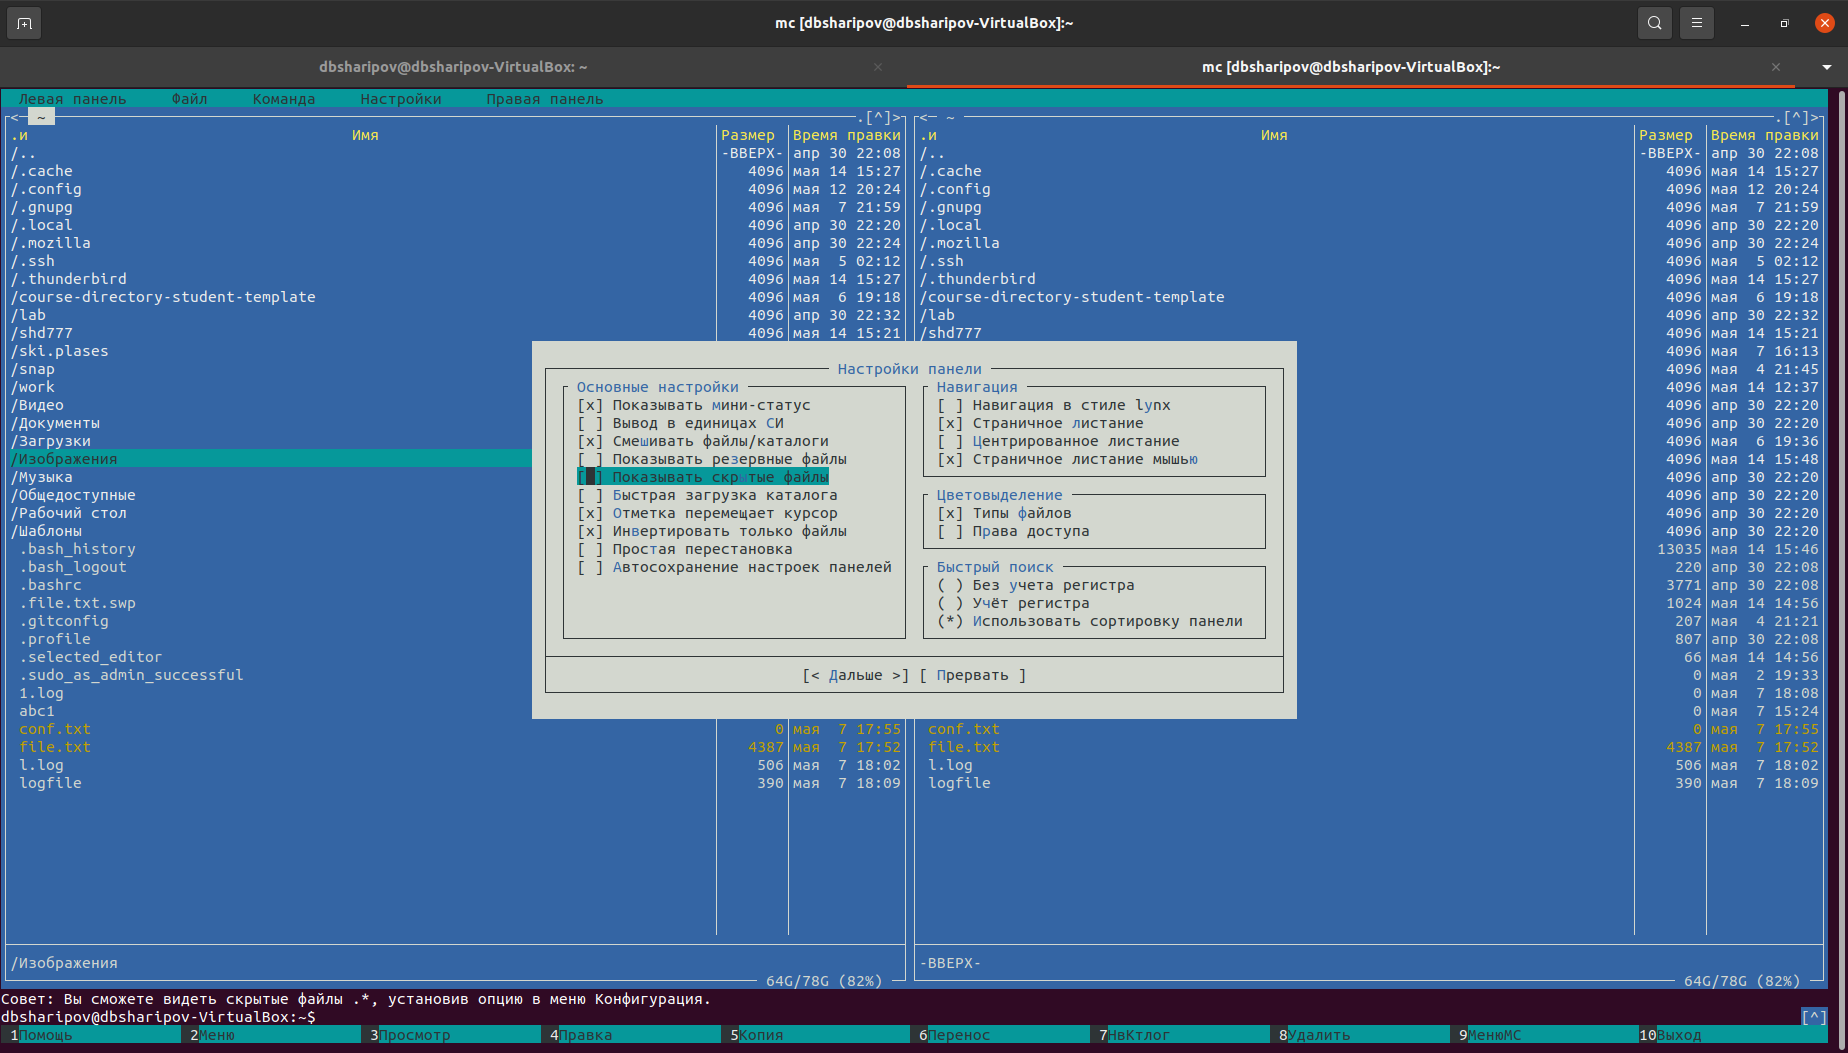 mc [dbsharipov@dbsharipov-VirtualBox]:~
dbsharipov@dbsharipov-VirtualBox: ~
mc [dbsharipov@dbsharipov-VirtualBox]:~
Левая панель Файл Команда Настройки Правая панель
<─ ~ .[^]> <─ ~ .[^]>
.и Имя Размер Время правки .и Имя Размер Время правки
/.. -ВВЕРХ- апр 30 22:08 /.. -ВВЕРХ- апр 30 22:08
/.cache 4096 мая 14 15:27 /.cache 4096 мая 14 15:27
/.config 4096 мая 12 20:24 /.config 4096 мая 12 20:24
/.gnupg 4096 мая 7 21:59 /.gnupg 4096 мая 7 21:59
/.local 4096 апр 30 22:20 /.local 4096 апр 30 22:20
/.mozilla 4096 апр 30 22:24 /.mozilla 4096 апр 30 22:24
/.ssh 4096 мая 5 02:12 /.ssh 4096 мая 5 02:12
/.thunderbird 4096 мая 14 15:27 /.thunderbird 4096 мая 14 15:27
/course-directory-student-template 4096 мая 6 19:18 /course-directory-student-template 4096 мая 6 19:18
/lab 4096 апр 30 22:32 /lab 4096 апр 30 22:32
/shd777 4096 мая 14 15:21 /shd777 4096 мая 14 15:21
/ski.plases 4096 мая 7 16:13
/snap Настройки панели 4096 мая 4 21:45
/work Основные настройки Навигация 4096 мая 14 12:37
/Видео [x] Показывать мини-статус [ ] Навигация в стиле lynx 4096 апр 30 22:20
/Документы [ ] Вывод в единицах СИ [x] Страничное листание 4096 апр 30 22:20
/Загрузки [x] Смешивать файлы/каталоги [ ] Центрированное листание 4096 мая 6 19:36
/Изображения [ ] Показывать резервные файлы [x] Страничное листание мышью 4096 мая 14 15:48
/Музыка [ ] Показывать скрытые файлы 4096 апр 30 22:20
/Общедоступные [ ] Быстрая загрузка каталога Цветовыделение 4096 апр 30 22:20
/Рабочий стол [x] Отметка перемещает курсор [x] Типы файлов 4096 апр 30 22:20
/Шаблоны [x] Инвертировать только файлы [ ] Права доступа 4096 апр 30 22:20
.bash_history [ ] Простая перестановка 13035 мая 14 15:46
.bash_logout [ ] Автосохранение настроек панелей Быстрый поиск 220 апр 30 22:08
.bashrc ( ) Без учета регистра 3771 апр 30 22:08
.file.txt.swp ( ) Учёт регистра 1024 мая 14 14:56
.gitconfig (*) Использовать сортировку панели 207 мая 4 21:21
.profile 807 апр 30 22:08
.selected_editor 66 мая 14 14:56
.sudo_as_admin_successful [< Дальше >] [ Прервать ] 0 мая 2 19:33
1.log 0 мая 7 18:08
abc1 0 мая 7 15:24
conf.txt 0 мая 7 17:55 conf.txt 0 мая 7 17:55
file.txt 4387 мая 7 17:52 file.txt 4387 мая 7 17:52
l.log 506 мая 7 18:02 l.log 506 мая 7 18:02
logfile 390 мая 7 18:09 logfile 390 мая 7 18:09
/Изображения -ВВЕРХ-
64G/78G (82%) 64G/78G (82%)
Совет: Вы сможете видеть скрытые файлы .*, установив опцию в меню Конфигурация.
dbsharipov@dbsharipov-VirtualBox:~$ [^]
1Помощь 2Меню 3Просмотр 4Правка 5Копия 6Перенос 7НвКтлог 8Удалить 9МенюMC 10Выход